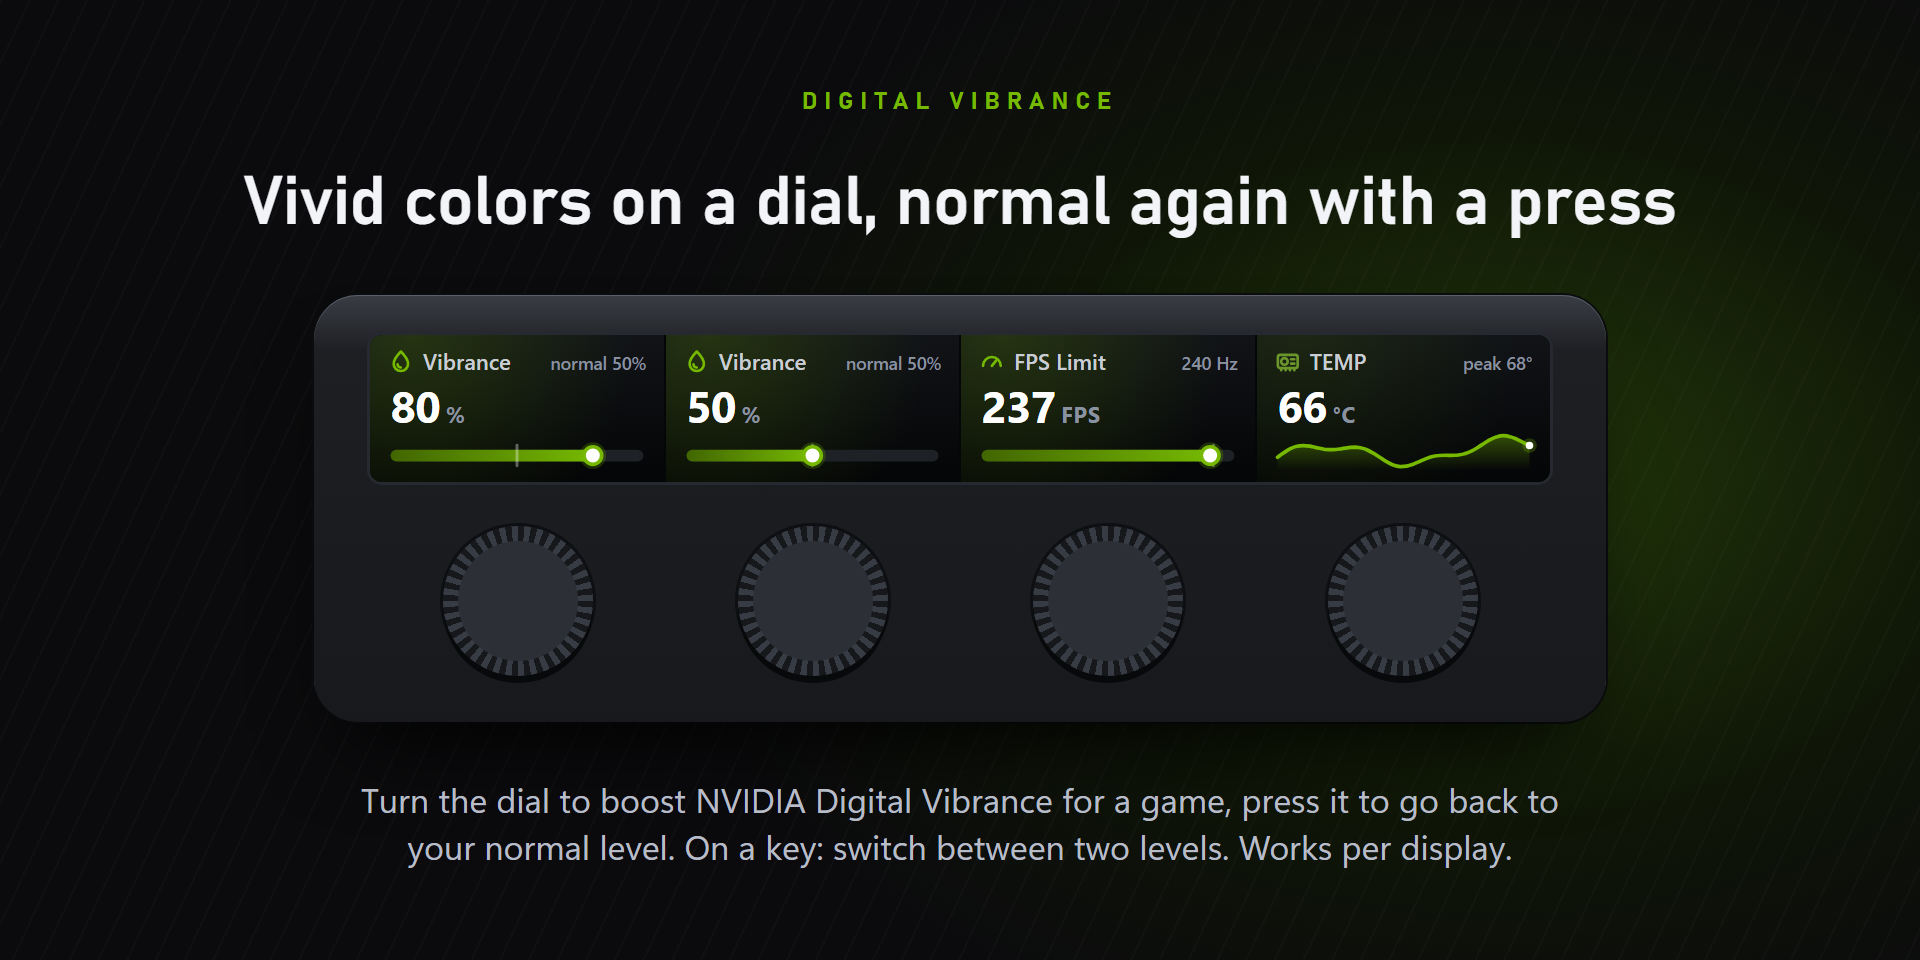 DIGITAL VIBRANCE
Vivid colors on a dial, normal again with a press
Vibrance normal 50%
80 %
Vibrance normal 50%
50 %
FPS Limit 240 Hz
237 FPS
TEMP peak 68°
66 °C
Turn the dial to boost NVIDIA Digital Vibrance for a game, press it to go back to
your normal level. On a key: switch between two levels. Works per display.